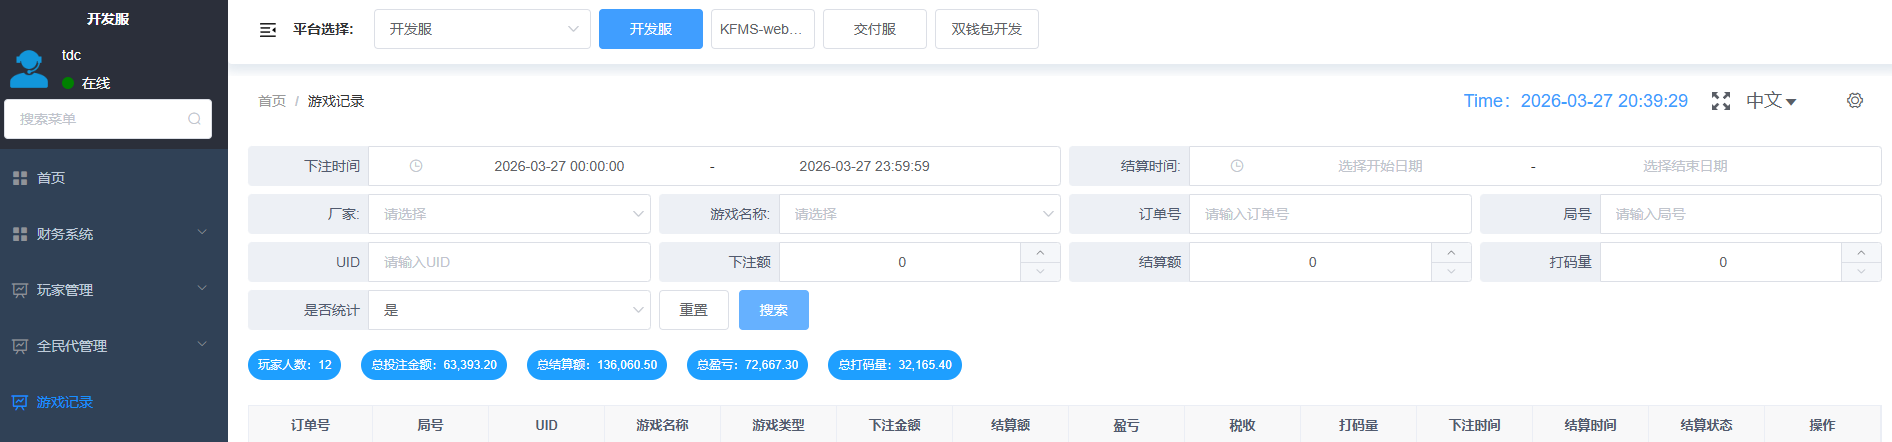 开发服
tdc
在线
搜索菜单
首页
财务系统
玩家管理
全民代管理
游戏记录
平台选择: 开发服 开发服 KFMS-web... 交付服 双钱包开发
首页 / 游戏记录 Time：2026-03-27 20:39:29 中文
下注时间 2026-03-27 00:00:00 - 2026-03-27 23:59:59 结算时间: 选择开始日期 - 选择结束日期
厂家: 请选择 游戏名称: 请选择 订单号 请输入订单号 局号 请输入局号
UID 请输入UID 下注额 0 结算额 0 打码量 0
是否统计 是 重置 搜索
玩家人数：12 总投注金额：63,393.20 总结算额：136,060.50 总盈亏：72,667.30 总打码量：32,165.40
订单号 局号 UID 游戏名称 游戏类型 下注金额 结算额 盈亏 税收 打码量 下注时间 结算时间 结算状态 操作